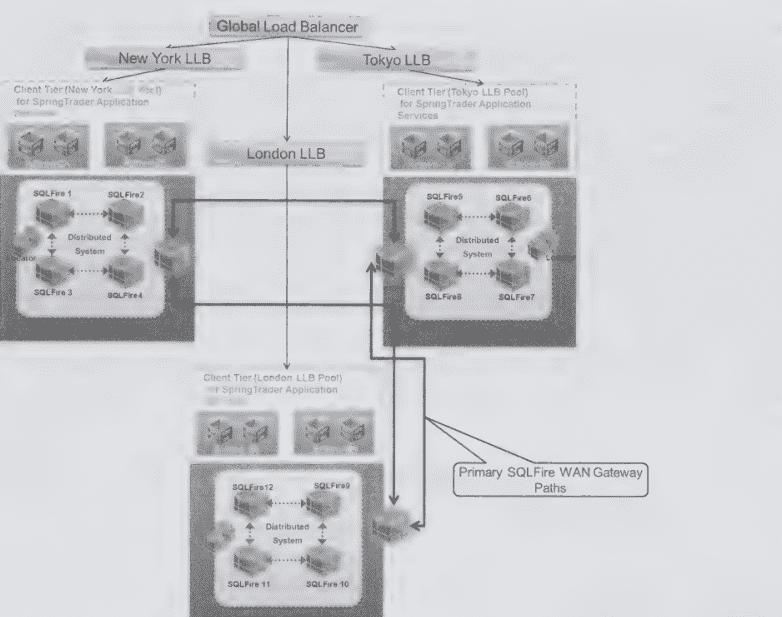 Global Load Balancer
New York LLB
Tokyo LLB
Client Tier (New York
for SpringTrader Application
Client Tier (Tokyo LLB Pool)
for SpringTrader Application
Services
London LLB
SQLFire 1
SQLFire2
Distributed
System
SQLFire 3
SQLFire4
SQLFire5
SQLFire6
Distributed
System
SQLFire8
SQLFire7
Client Tier (London LLB Pool)
SpringTrader Application
Primary SQLFire WAN Gateway
Paths
SQLFire12
SQLFire9
Distributed
System
SQLFire 11
SQLFire 10